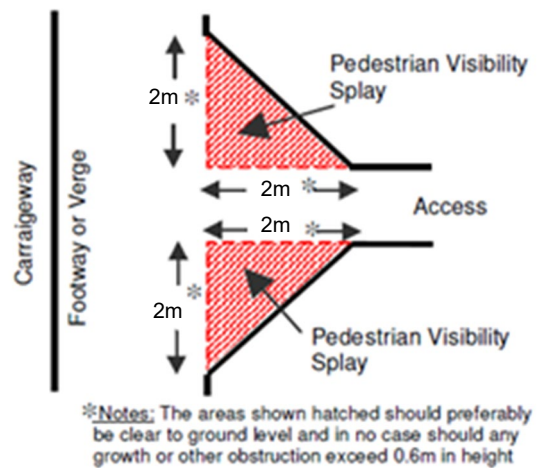 Carraigeway
Footway or Verge
2m *
Pedestrian Visibility
Splay
2m *
2m *
Access
2m *
Pedestrian Visibility
Splay
*Notes: The areas shown hatched should preferably
be clear to ground level and in no case should any
growth or other obstruction exceed 0.6m in height